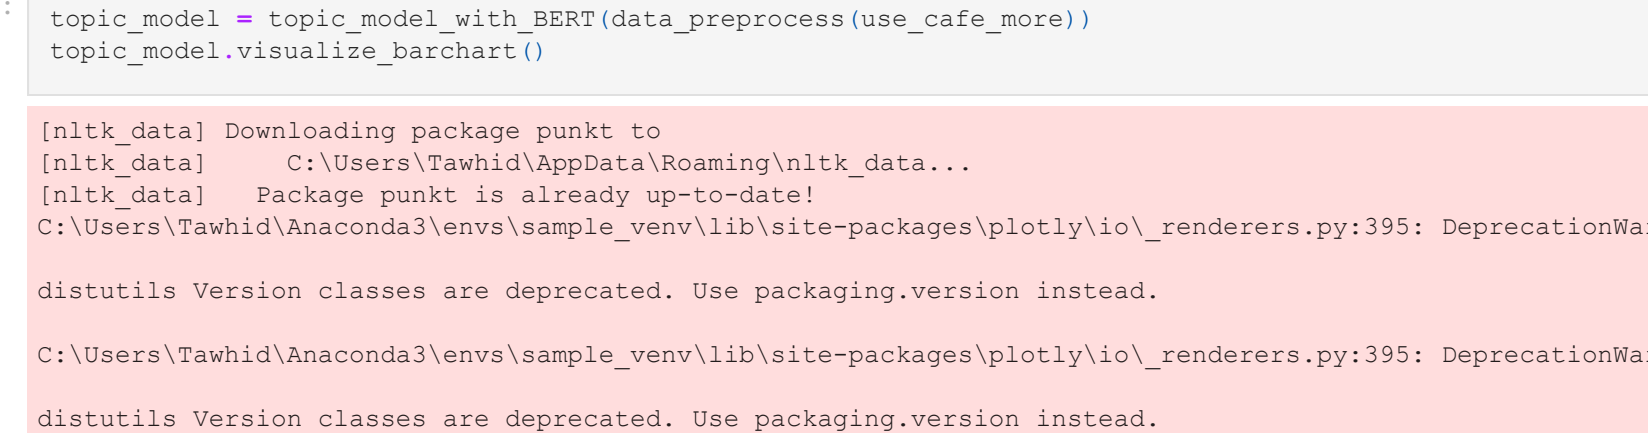 topic_model = topic_model_with_BERT(data_preprocess(use_cafe_more))
topic_model.visualize_barchart()
[nltk_data] Downloading package punkt to
[nltk_data]     C:\Users\Tawhid\AppData\Roaming\nltk_data...
[nltk_data]   Package punkt is already up-to-date!
C:\Users\Tawhid\Anaconda3\envs\sample_venv\lib\site-packages\plotly\io\_renderers.py:395: DeprecationWa
distutils Version classes are deprecated. Use packaging.version instead.
C:\Users\Tawhid\Anaconda3\envs\sample_venv\lib\site-packages\plotly\io\_renderers.py:395: DeprecationWa
distutils Version classes are deprecated. Use packaging.version instead.